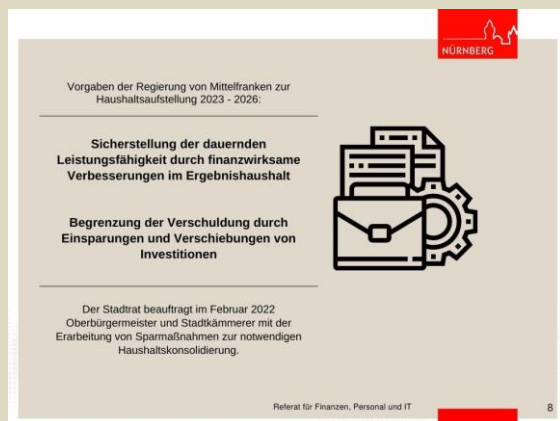 NÜRNBERG
Vorgaben der Regierung von Mittelfranken zur
Haushaltsaufstellung 2023 - 2026:
Sicherstellung der dauernden
Leistungsfähigkeit durch finanzwirksame
Verbesserungen im Ergebnishaushalt
Begrenzung der Verschuldung durch
Einsparungen und Verschiebungen von
Investitionen
Der Stadtrat beauftragt im Februar 2022
Oberbürgermeister und Stadtkämmerer mit der
Erarbeitung von Sparmaßnahmen zur notwendigen
Haushaltskonsolidierung.
Referat für Finanzen, Personal und IT
8